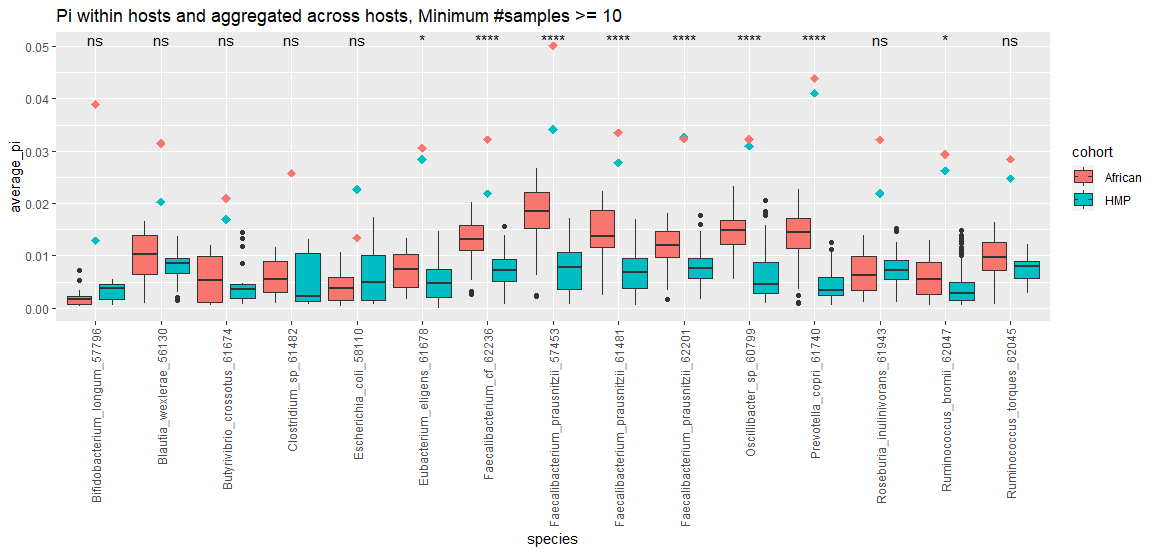 Pi within hosts and aggregated across hosts, Minimum #samples >= 10
ns ns ns ns ns * **** **** **** **** **** **** ns * ns
average_pi
0.05
0.04
0.03
0.02
0.01
0.00
Bifidobacterium_longum_57796
Blautia_wexlerae_56130
Butyrivibrio_crossotus_61674
Clostridium_sp_61482
Escherichia_coli_58110
Eubacterium_eligens_61678
Faecalibacterium_cf_62236
Faecalibacterium_prausnitzii_57453
Faecalibacterium_prausnitzii_61481
Faecalibacterium_prausnitzii_62201
Oscillibacter_sp_60799
Prevotella_copri_61740
Roseburia_inulinivorans_61943
Ruminococcus_bromii_62047
Ruminococcus_torques_62045
species
cohort
African
HMP